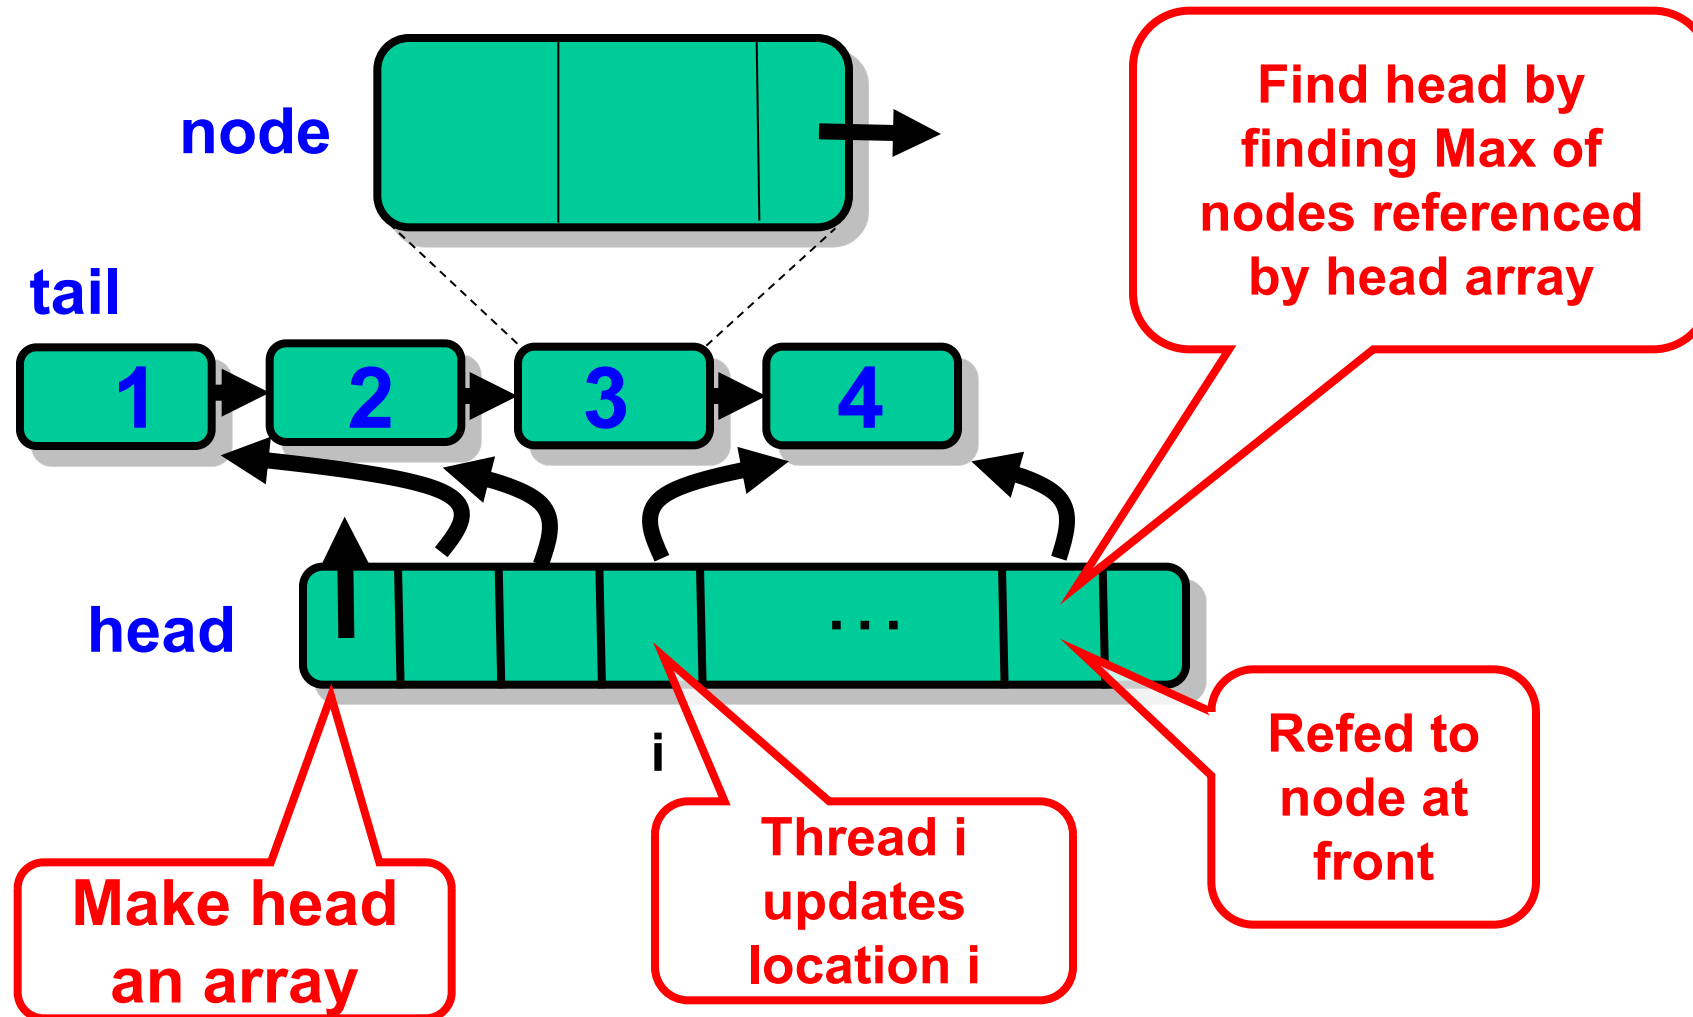 node
Find head by
finding Max of
nodes referenced
by head array
tail
1 2 3 4
head
...
i
Make head
an array
Thread i
updates
location i
Refed to
node at
front